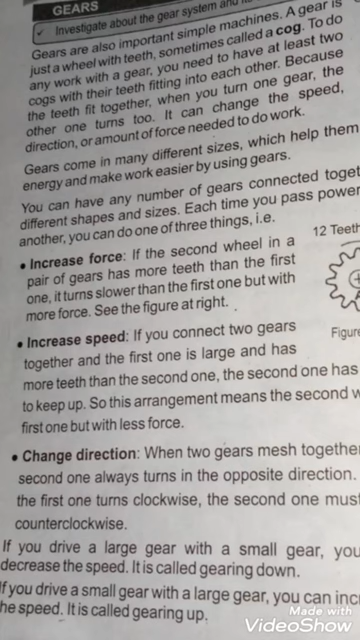 GEARS
✓ Investigate about the gear system and
Gears are also important simple machines. A gear is
just a wheel with teeth, sometimes called a cog. To do
any work with a gear, you need to have at least two
cogs with their teeth fitting into each other. Because
the teeth fit together, when you turn one gear, the
other one turns too. It can change the speed,
direction, or amount of force needed to do work.
Gears come in many different sizes, which help them
energy and make work easier by using gears.
You can have any number of gears connected toget
different shapes and sizes. Each time you pass power
another, you can do one of three things, i.e.
• Increase force: If the second wheel in a
pair of gears has more teeth than the first
one, it turns slower than the first one but with
more force. See the figure at right.
12 Teeth
Figure
• Increase speed: If you connect two gears
together and the first one is large and has
more teeth than the second one, the second one has
to keep up. So this arrangement means the second w
first one but with less force.
• Change direction: When two gears mesh togethe
second one always turns in the opposite direction.
the first one turns clockwise, the second one must
counterclockwise.
If you drive a large gear with a small gear, you
decrease the speed. It is called gearing down.
If you drive a small gear with a large gear, you can incr
he speed. It is called gearing up.
Made with
VideoShow